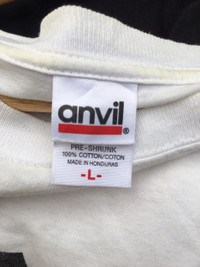 anvil
®
PRE-SHRUNK
100% COTTON/COTON
MADE IN HONDURAS
-L-